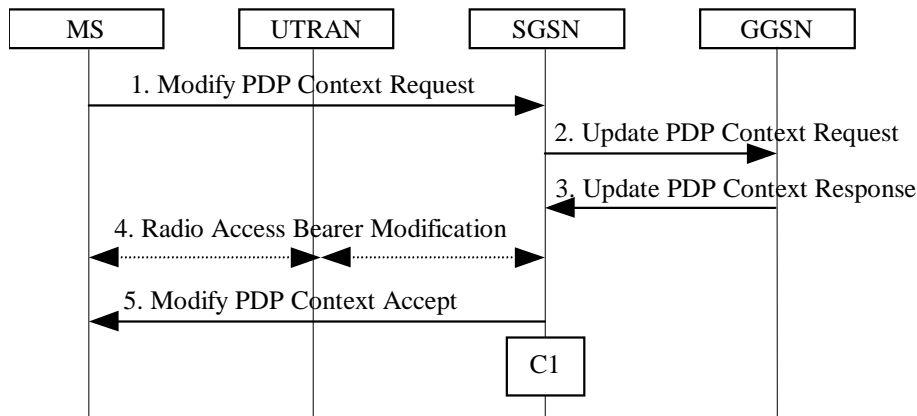 MS UTRAN SGSN GGSN
1. Modify PDP Context Request
2. Update PDP Context Request
3. Update PDP Context Response
4. Radio Access Bearer Modification
5. Modify PDP Context Accept
C1